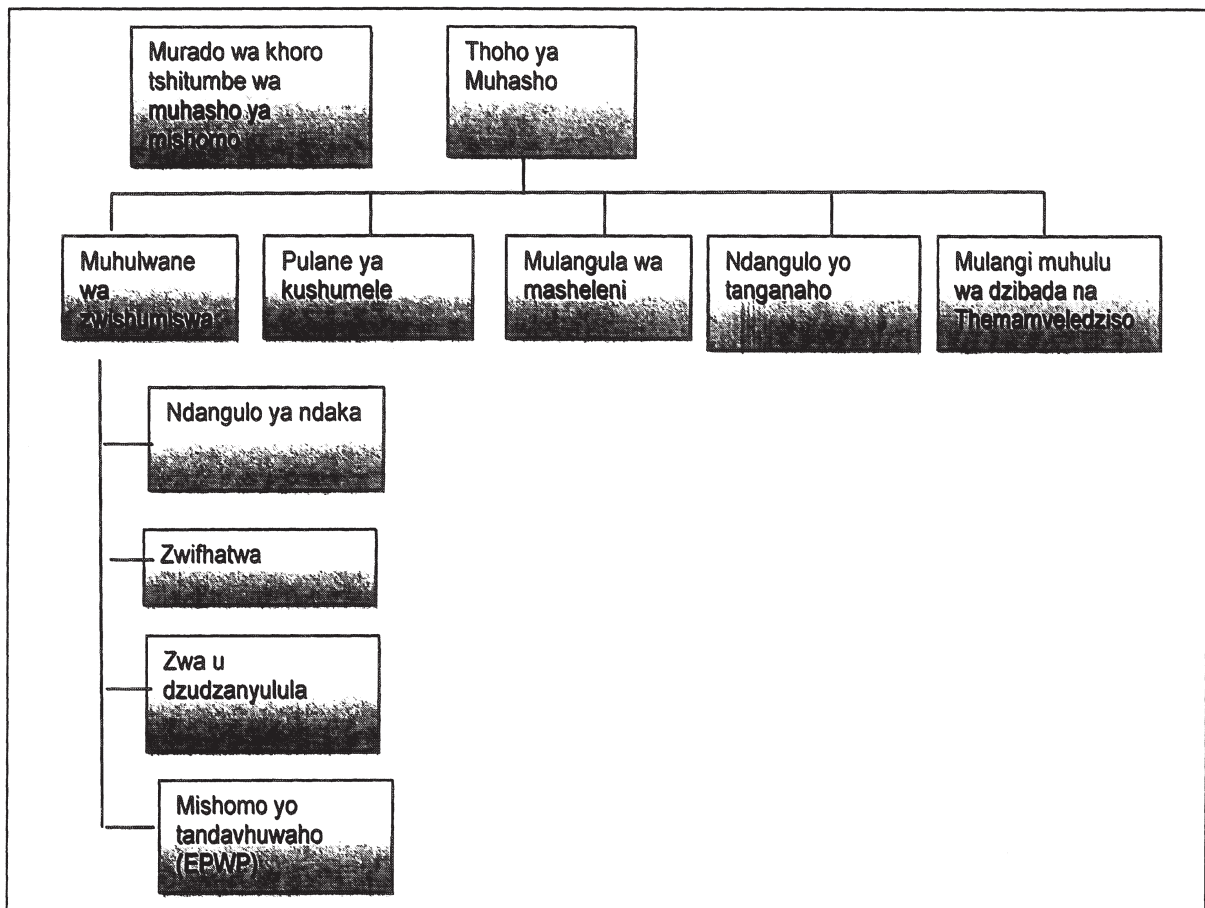 Murado wa khoro
tshitumbe wa
muhasho ya
mishomo
Thoho ya
Muhasho
Muhulwane
wa
zwishumiswa
Pulane ya
kushumele
Mulangula wa
masheleni
Ndangulo yo
tanganaho
Mulangi muhulu
wa dzibada na
Themamveledziso
Ndangulo ya ndaka
Zwifhatwa
Zwa u
dzudzanyulula
Mishomo yo
tandavhuwaho
(EPWP)